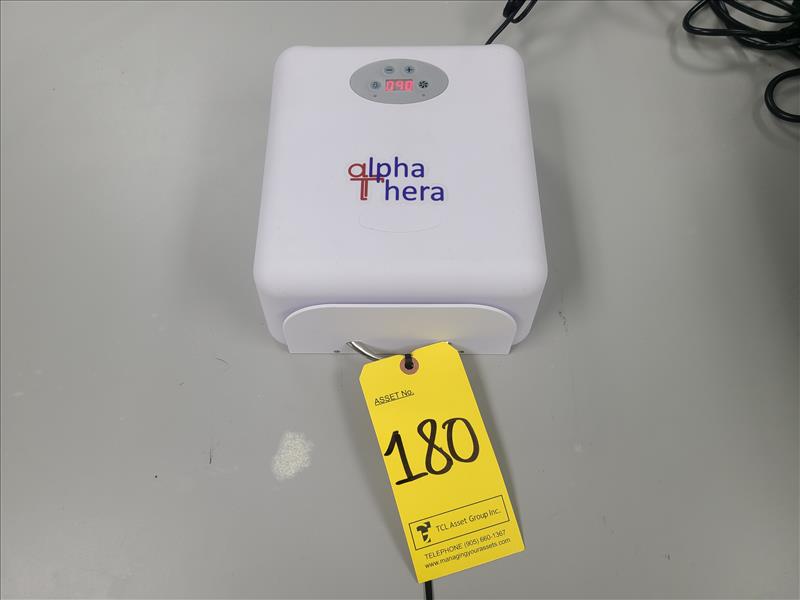 090
alpha
Thera
ASSET No.
180
TCL Asset Group Inc.
TELEPHONE (905) 660-1367
www.managingyourassets.com